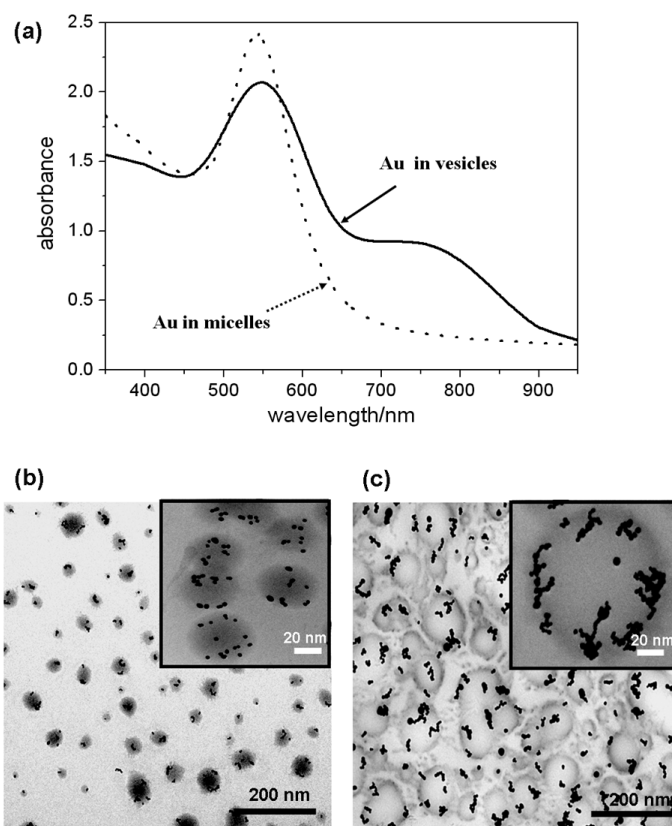 (a)
2.5
2.0
1.5
1.0
0.5
0.0
absorbance
Au in vesicles
Au in micelles
400 500 600 700 800 900
wavelength/nm
(b)
(c)
20 nm
20 nm
200 nm
200 nm